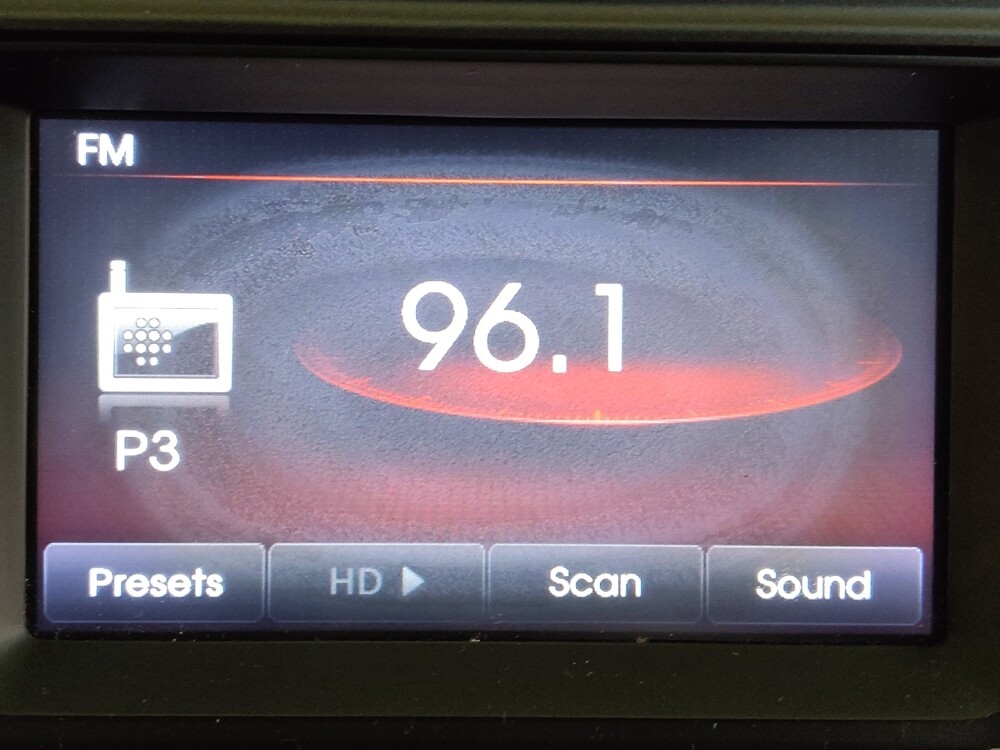 FM
96.1
P3
Presets HD Scan Sound